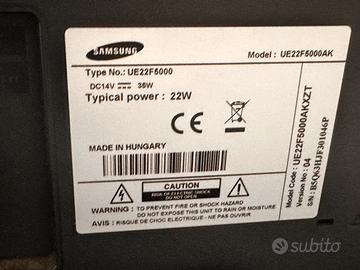 SAMSUNG
Model : UE22F5000AK
Type No.: UE22F5000
DC14V 35W
Typical power : 22W
CE
MADE IN HUNGARY
Model Code : UE22F5000AKXZT
Version No : 04
S/N : BSQ63HJF301046P
CAUTION
RISK OF ELECTRIC SHOCK
DO NOT OPEN
WARNING : TO PREVENT FIRE OR SHOCK HAZARD
DO NOT EXPOSE THIS UNIT TO RAIN OR MOISTURE.
AVIS : RISQUE DE CHOC ELECTRIQUE - NE PAS OUVRIR.
subito